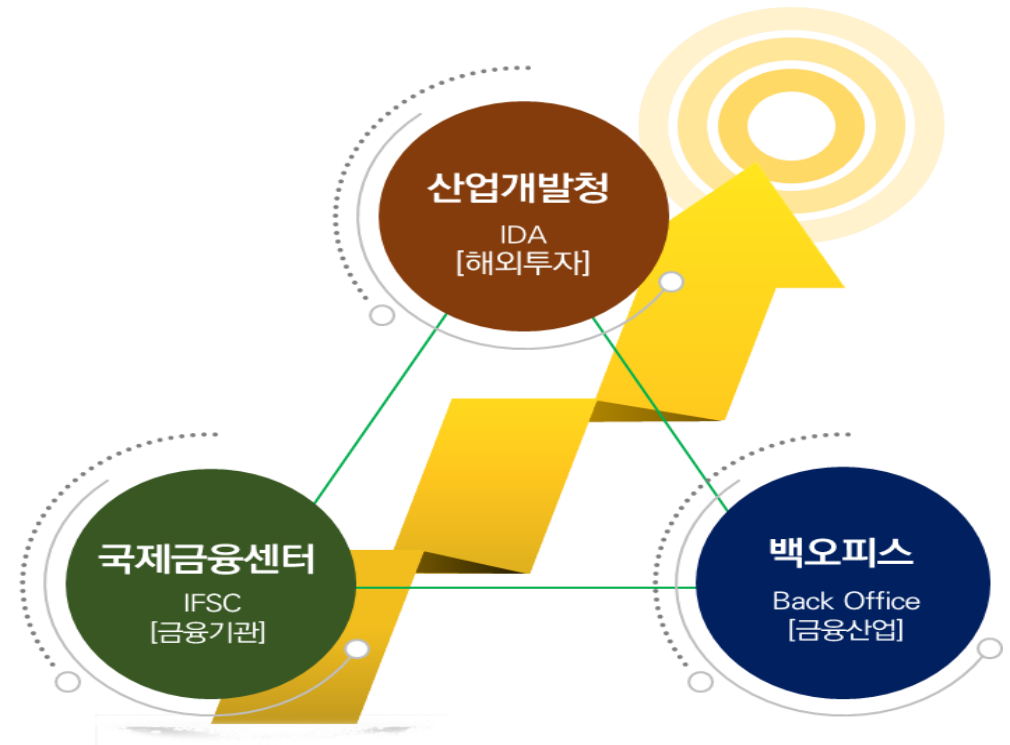 산업개발청
IDA
[해외투자]
국제금융센터
IFSC
[금융기관]
백오피스
Back Office
[금융산업]